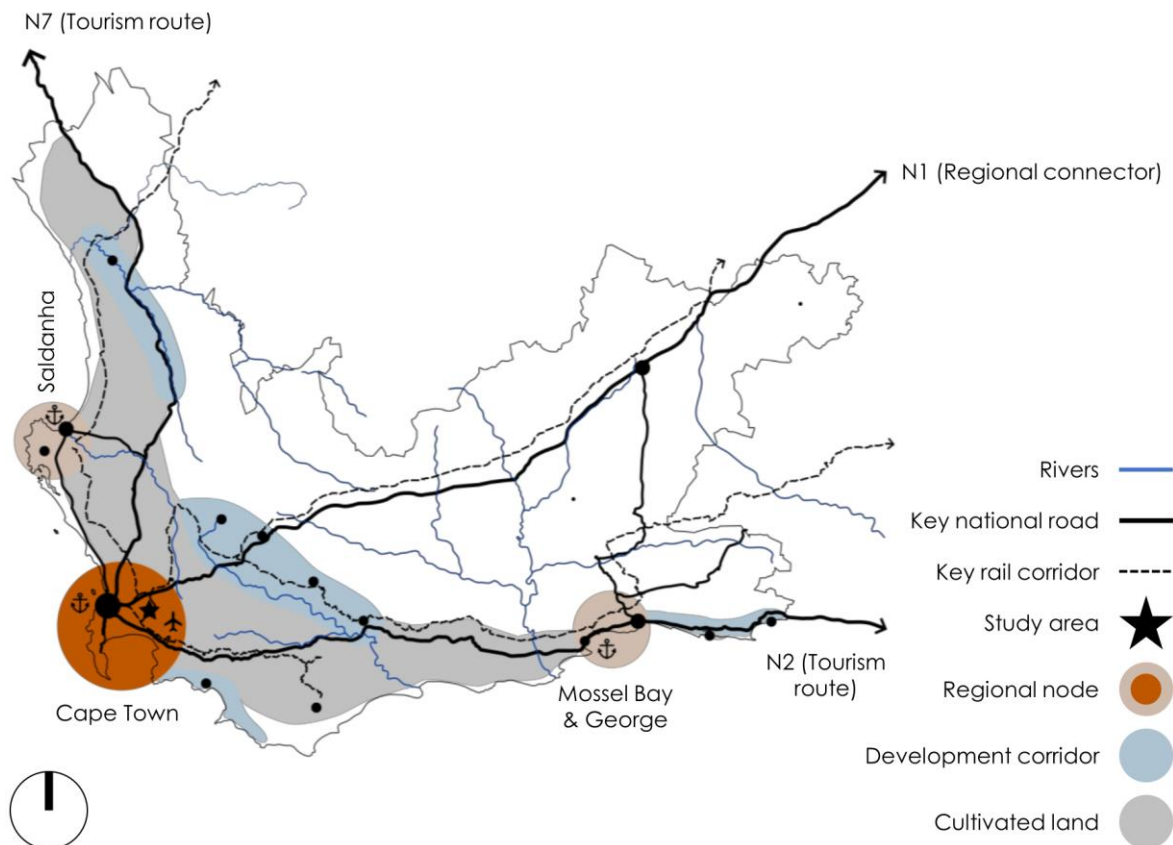 N7 (Tourism route)
N1 (Regional connector)
Saldanha
Rivers
Key national road
Key rail corridor
Study area
N2 (Tourism
route)
Regional node
Mossel Bay
& George
Cape Town
Development corridor
Cultivated land